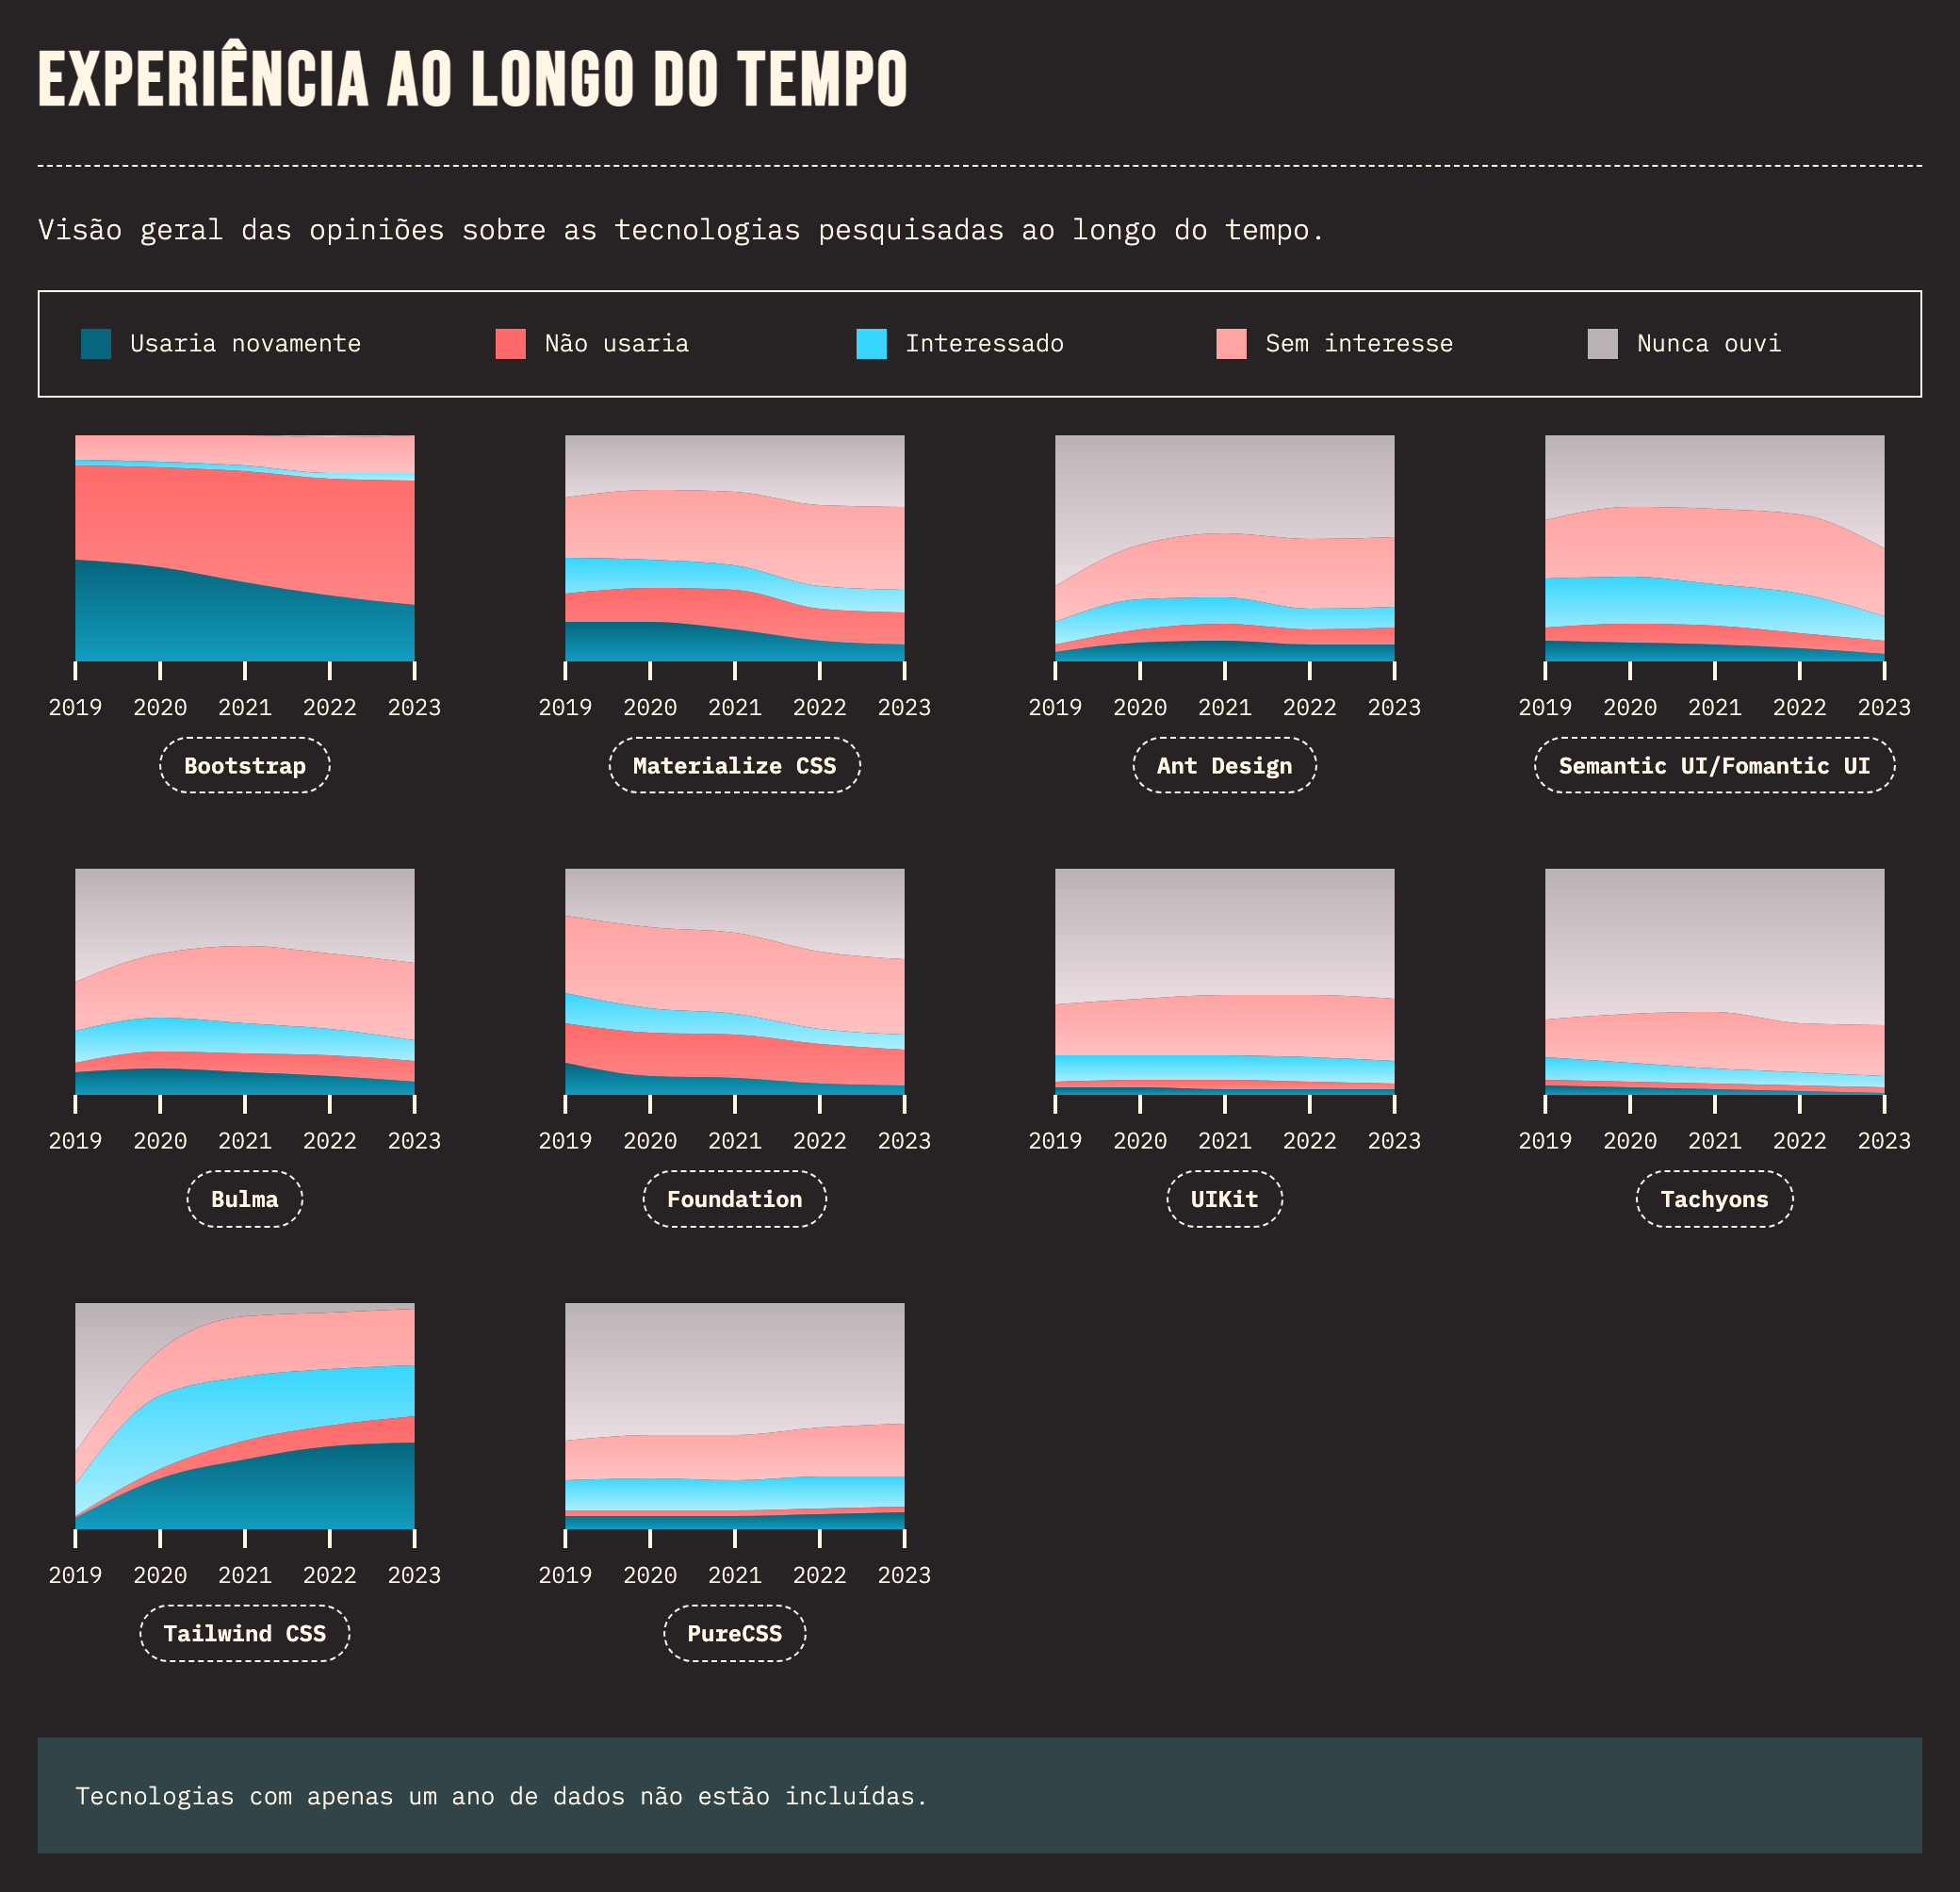 EXPERIÊNCIA AO LONGO DO TEMPO
Visão geral das opiniões sobre as tecnologias pesquisadas ao longo do tempo.
Usaria novamente Não usaria Interessado Sem interesse Nunca ouvi
2019 2020 2021 2022 2023 2019 2020 2021 2022 2023 2019 2020 2021 2022 2023 2019 2020 2021 2022 2023
Bootstrap Materialize CSS Ant Design Semantic UI/Fomantic UI
2019 2020 2021 2022 2023 2019 2020 2021 2022 2023 2019 2020 2021 2022 2023 2019 2020 2021 2022 2023
Bulma Foundation UIKit Tachyons
2019 2020 2021 2022 2023 2019 2020 2021 2022 2023
Tailwind CSS PureCSS
Tecnologias com apenas um ano de dados não estão incluídas.